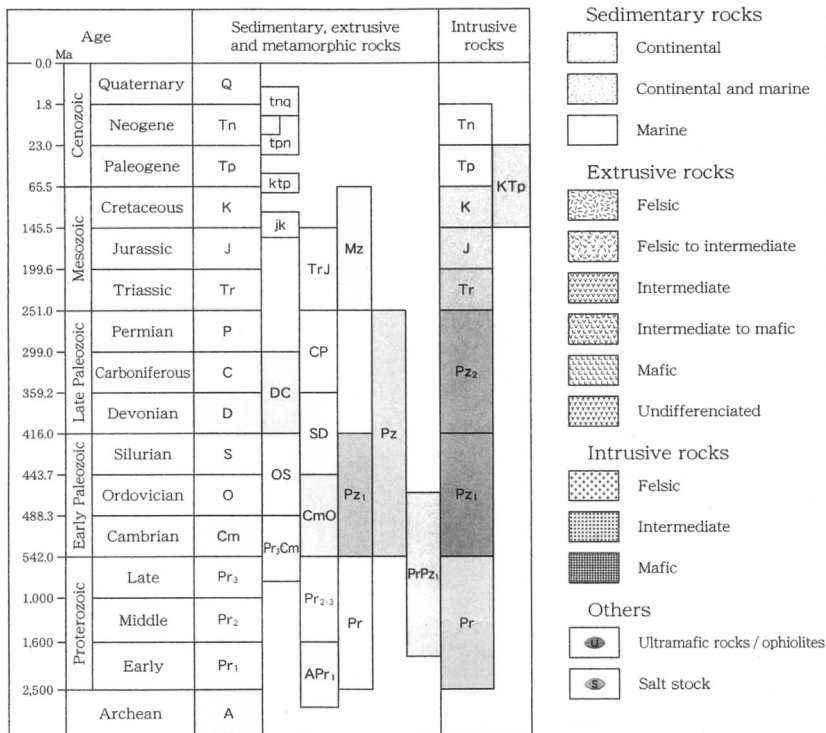 Age
Ma
Sedimentary, extrusive
and metamorphic rocks
Intrusive
rocks
0.0
1.8
23.0
65.5
145.5
199.6
251.0
299.0
359.2
416.0
443.7
488.3
542.0
1,000
1,600
2,500
Cenozoic
Mesozoic
Late Paleozoic
Early Paleozoic
Proterozoic
Quaternary Q
Neogene Tn
Paleogene Tp
Cretaceous K
Jurassic J
Triassic Tr
Permian P
Carboniferous C
Devonian D
Silurian S
Ordovician O
Cambrian Cm
Late Pr3
Middle Pr2
Early Pr1
Archean A
tnq
tpn
ktp
jk
DC
OS
Pr3Cm
TrJ
CP
SD
CmO
Pr2-3
APr1
Mz
Pz1
Pr
Pz
PrPz1
Tn
Tp
K
J
Tr
Pz2
Pz1
Pr
KTp
Sedimentary rocks
Continental
Continental and marine
Marine
Extrusive rocks
Felsic
Felsic to intermediate
Intermediate
Intermediate to mafic
Mafic
Undifferenciated
Intrusive rocks
Felsic
Intermediate
Mafic
Others
U Ultramafic rocks / ophiolites
S Salt stock